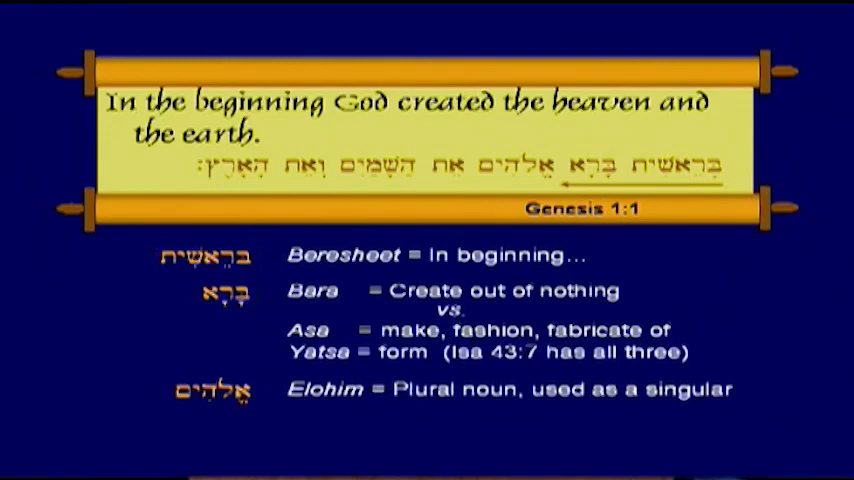 In the beginning God created the heaven and
the earth.
בְּרֵאשִׁית בָּרָא אֱלֹהִים אֵת הַשָּׁמַיִם וְאֵת הָאָרֶץ׃
Genesis 1:1
בְּרֵאשִׁית Beresheet = In beginning...
בָּרָא Bara = Create out of nothing
vs.
Asa = make, fashion, fabricate of
Yatsa = form (Isa 43:7 has all three)
אֱלֹהִים Elohim = Plural noun, used as a singular